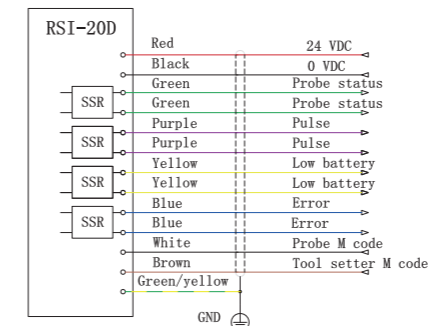 RSI-20D
Red 24 VDC
Black 0 VDC
Green Probe status
SSR
Green Probe status
Purple Pulse
SSR
Purple Pulse
Yellow Low battery
SSR
Yellow Low battery
Blue Error
SSR
Blue Error
White Probe M code
Brown Tool setter M code
Green/yellow
GND